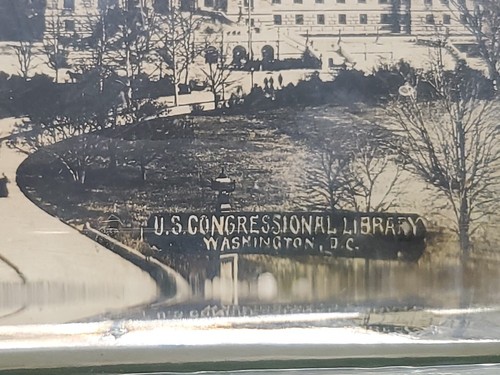 U.S. CONGRESSIONAL LIBRARY
WASHINGTON, D.C.